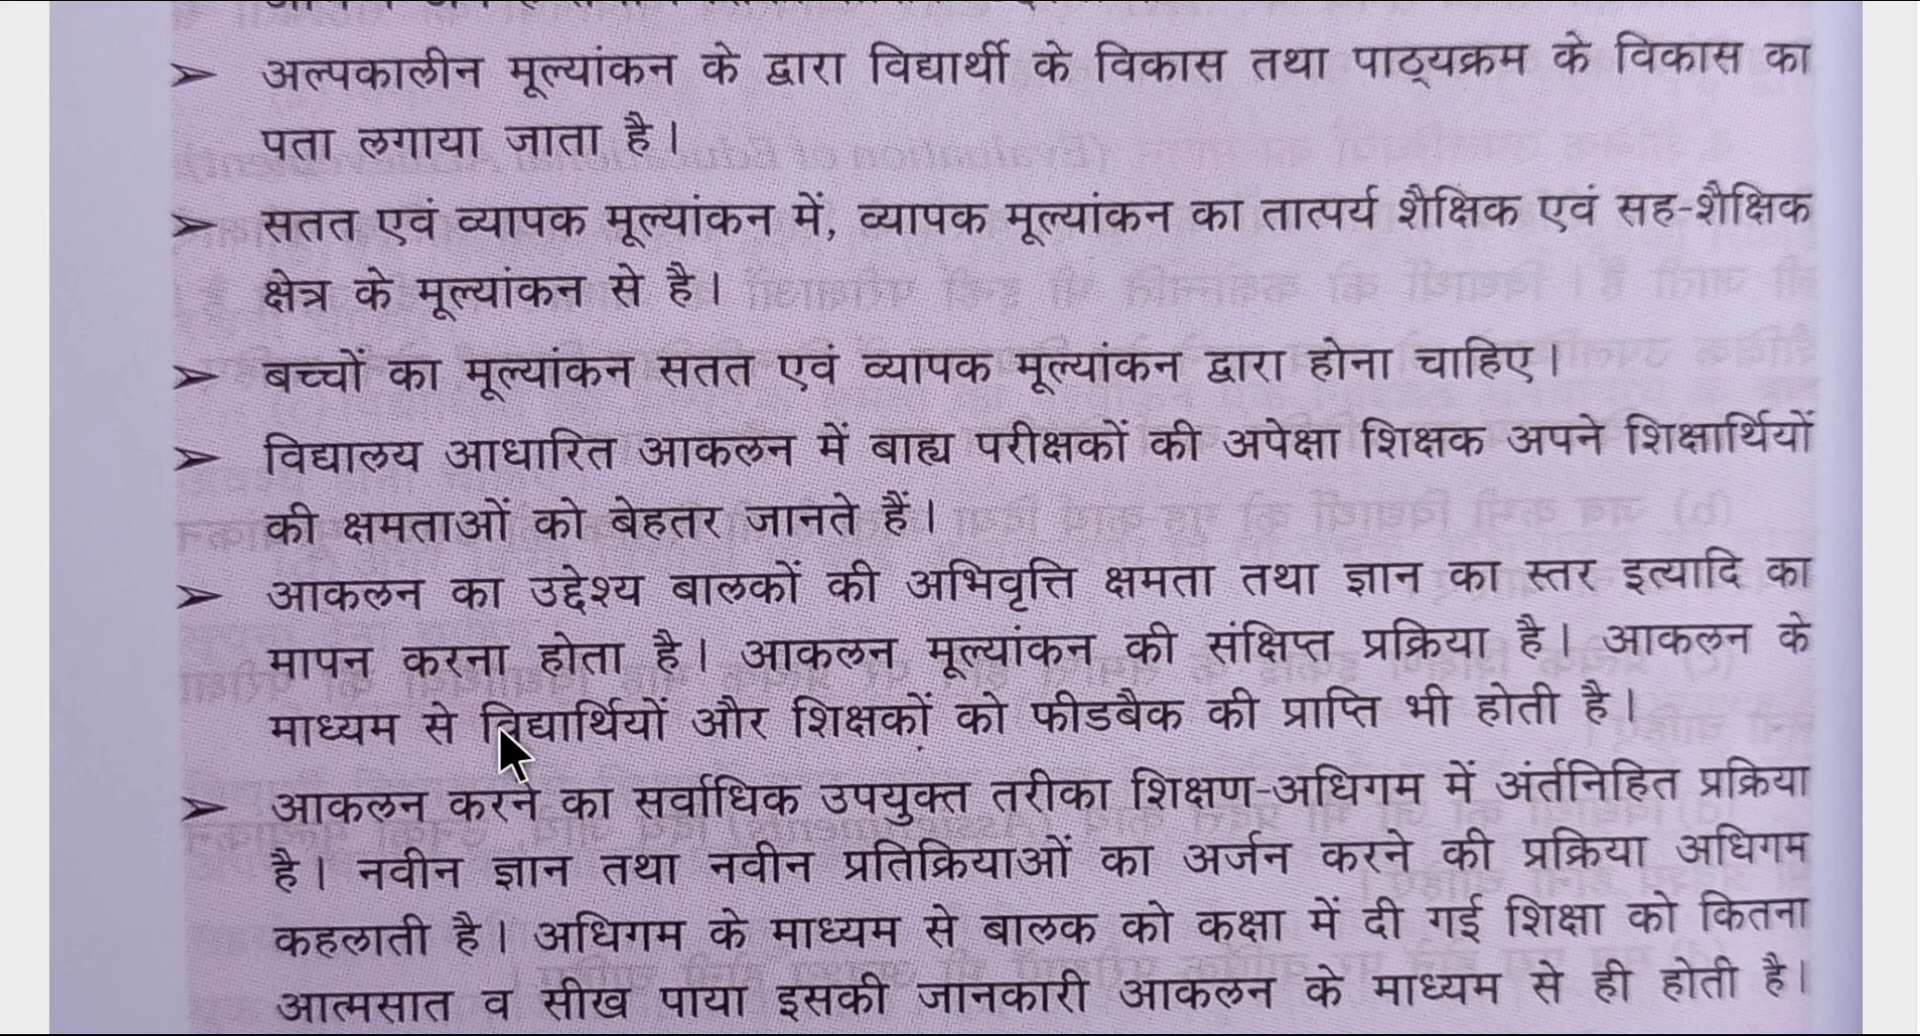 ➤ अल्पकालीन मूल्यांकन के द्वारा विद्यार्थी के विकास तथा पाठ्यक्रम के विकास का
पता लगाया जाता है।
➤ सतत एवं व्यापक मूल्यांकन में, व्यापक मूल्यांकन का तात्पर्य शैक्षिक एवं सह-शैक्षिक
क्षेत्र के मूल्यांकन से है।
➤ बच्चों का मूल्यांकन सतत एवं व्यापक मूल्यांकन द्वारा होना चाहिए।
➤ विद्यालय आधारित आकलन में बाह्य परीक्षकों की अपेक्षा शिक्षक अपने शिक्षार्थियों
की क्षमताओं को बेहतर जानते हैं।
➤ आकलन का उद्देश्य बालकों की अभिवृत्ति क्षमता तथा ज्ञान का स्तर इत्यादि का
मापन करना होता है। आकलन मूल्यांकन की संक्षिप्त प्रक्रिया है। आकलन के
माध्यम से विद्यार्थियों और शिक्षकों को फीडबैक की प्राप्ति भी होती है।
➤ आकलन करने का सर्वाधिक उपयुक्त तरीका शिक्षण-अधिगम में अंर्तनिहित प्रक्रिया
है। नवीन ज्ञान तथा नवीन प्रतिक्रियाओं का अर्जन करने की प्रक्रिया अधिगम
कहलाती है। अधिगम के माध्यम से बालक को कक्षा में दी गई शिक्षा को कितना
आत्मसात व सीख पाया इसकी जानकारी आकलन के माध्यम से ही होती है।